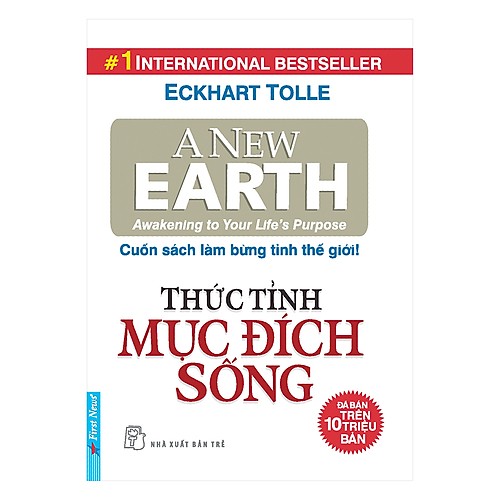 #1 INTERNATIONAL BESTSELLER
ECKHART TOLLE
A NEW
EARTH
Awakening to Your Life's Purpose
Cuốn sách làm bừng tỉnh thế giới!
THỨC TỈNH
MỤC ĐÍCH
SỐNG
ĐÃ BÁN
TRÊN
10 TRIỆU
BẢN
First News
NHÀ XUẤT BẢN TRẺ